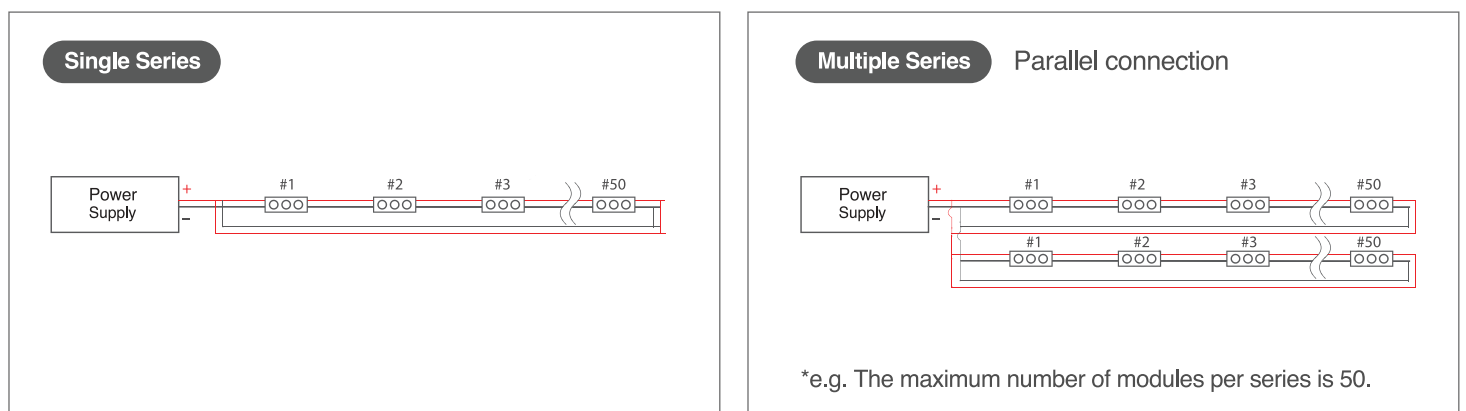 Single Series
#1 #2 #3 #50
Power
Supply
+
−
Multiple Series Parallel connection
#1 #2 #3 #50
Power
Supply
+
−
#1 #2 #3 #50
*e.g. The maximum number of modules per series is 50.